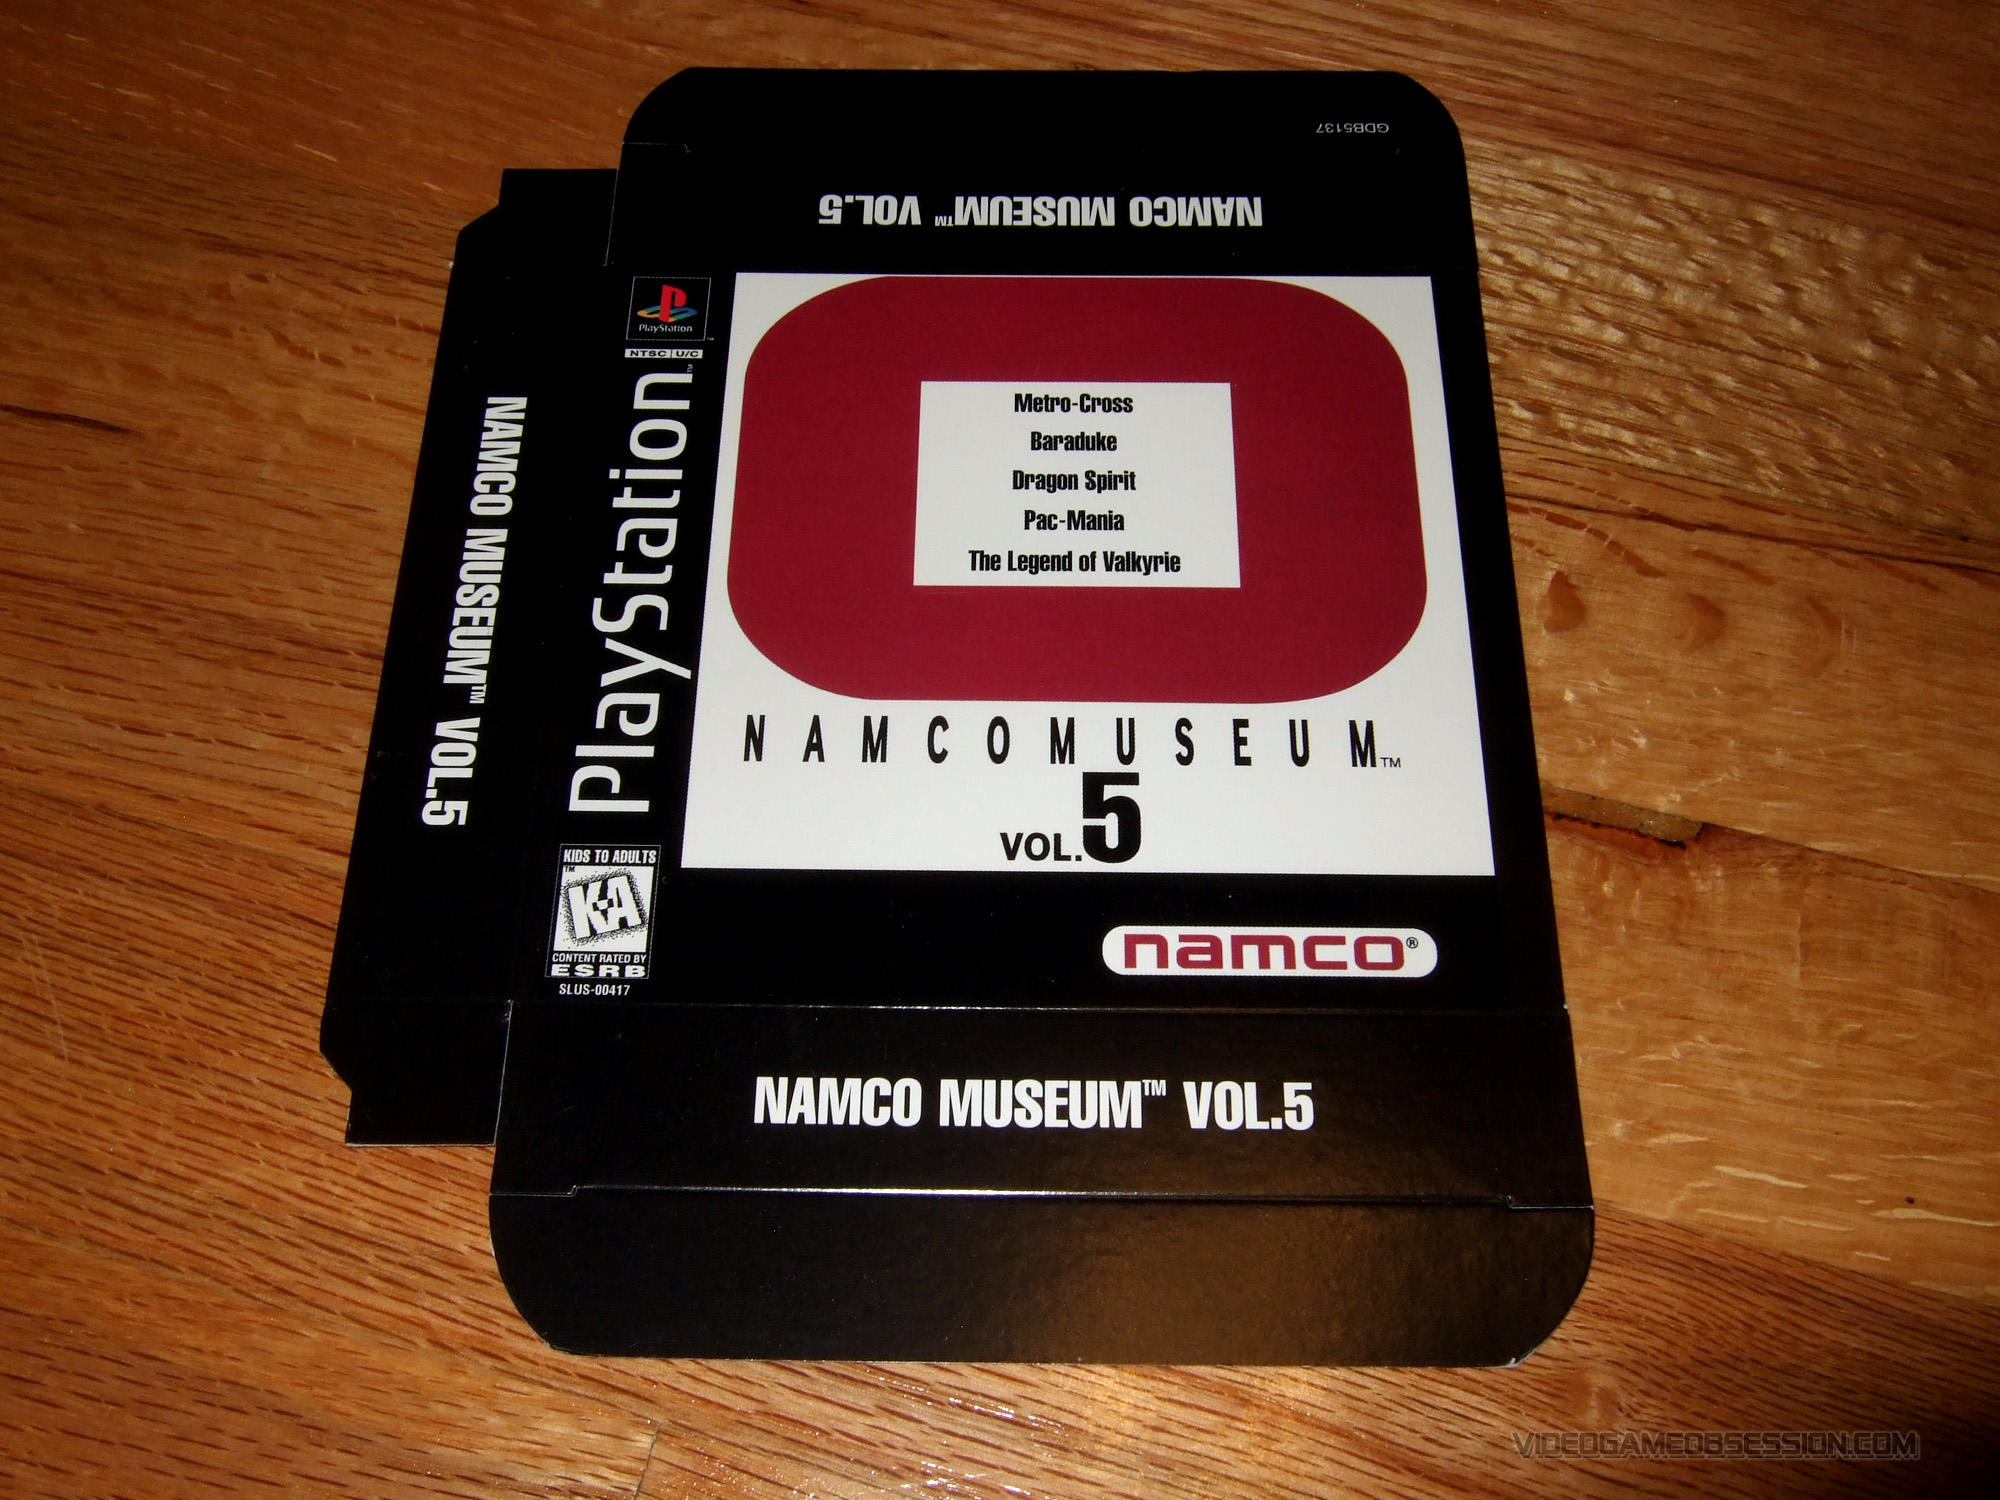 GDB5137
NAMCO MUSEUM™ VOL.5
PlayStation
NTSC U/C
PlayStation™
NAMCO MUSEUM™ VOL.5
Metro-Cross
Baraduke
Dragon Spirit
Pac-Mania
The Legend of Valkyrie
NAMCOMUSEUM™
VOL.5
KIDS TO ADULTS
™
K-A
CONTENT RATED BY
ESRB
SLUS-00417
namco®
NAMCO MUSEUM™ VOL.5
VIDEOGAMEOBSESSION.COM